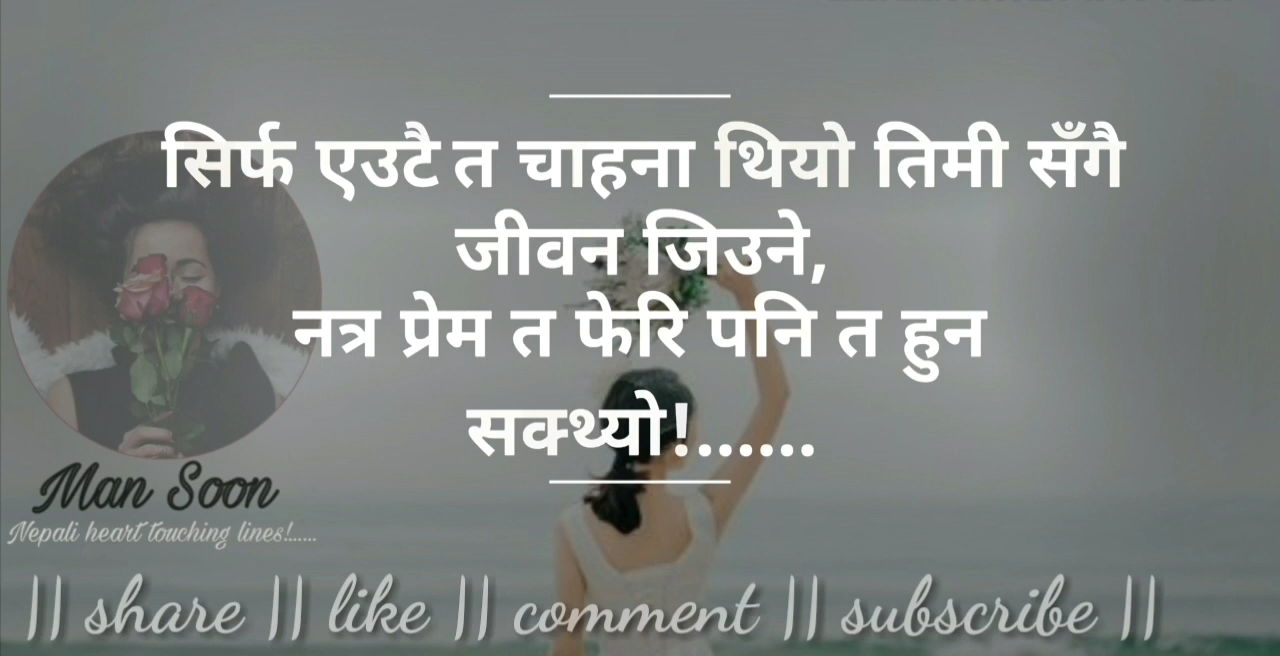 सिर्फ एउटै त चाहना थियो तिमी सँगै
जीवन जिउने,
नत्र प्रेम त फेरि पनि त हुन
सक्थ्यो!......
Man Soon
Nepali heart touching lines!......
|| share || like || comment || subscribe ||